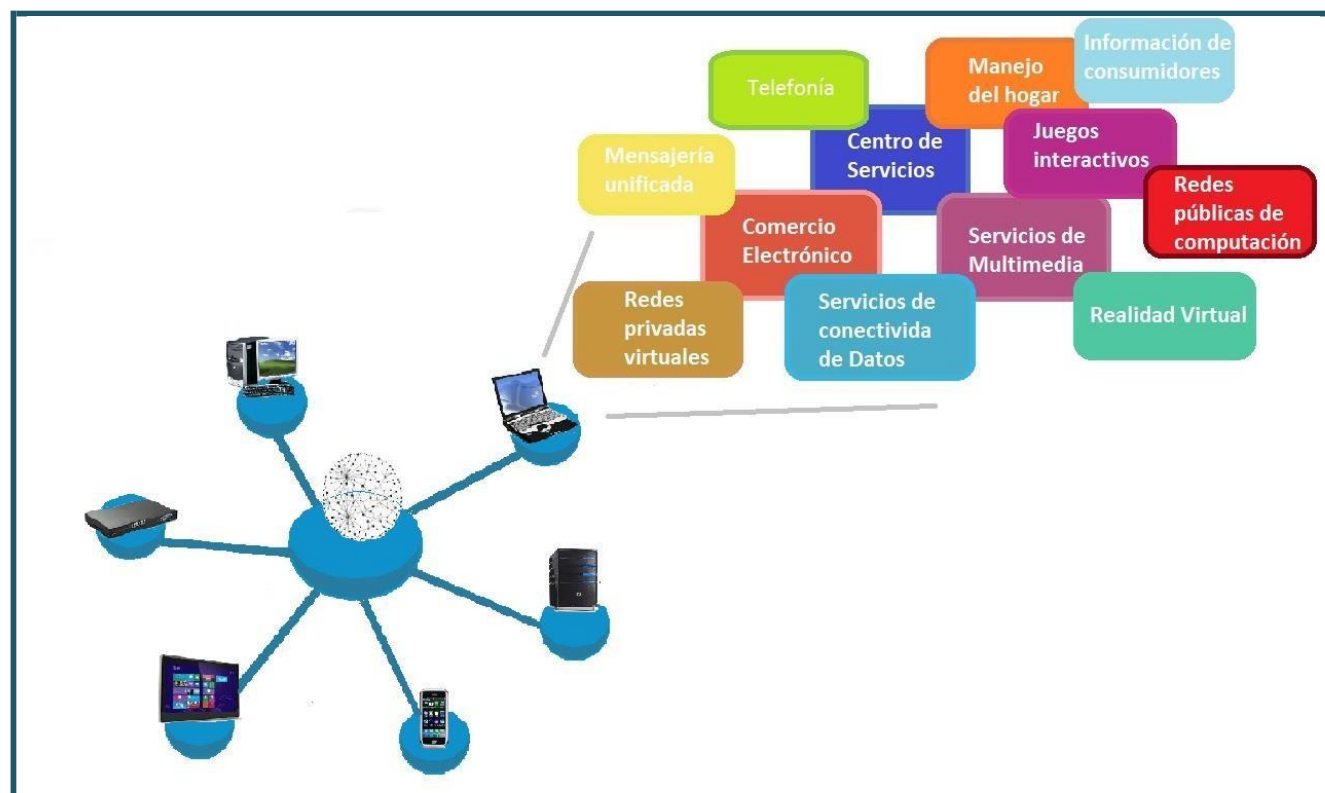 Información de
consumidores
Manejo
del hogar
Telefonía
Centro de
Servicios
Juegos
interactivos
Mensajería
unificada
Redes
públicas de
computación
Comercio
Electrónico
Servicios de
Multimedia
Redes
privadas
virtuales
Servicios de
conectivida
de Datos
Realidad Virtual